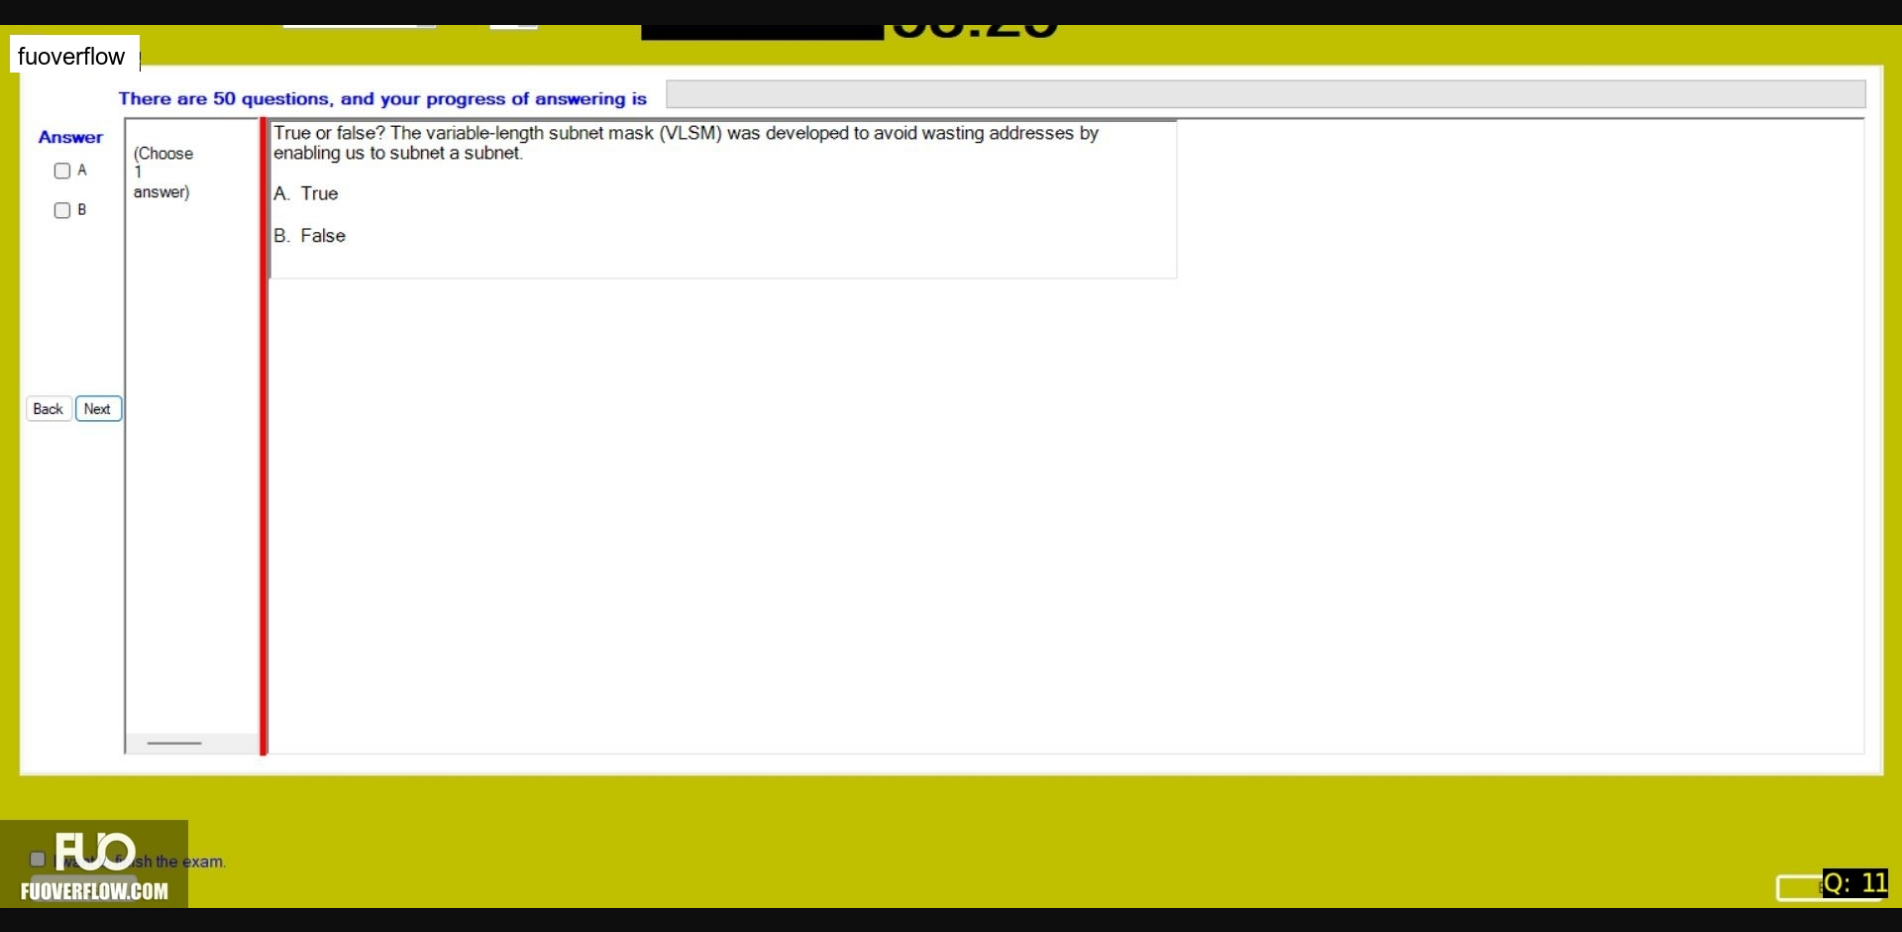 fuoverflow
There are 50 questions, and your progress of answering is
Answer
A
B
(Choose
1
answer)
True or false? The variable-length subnet mask (VLSM) was developed to avoid wasting addresses by
enabling us to subnet a subnet.
A. True
B. False
Back Next
FUO
sh the exam.
FUOVERFLOW.COM
Q: 11